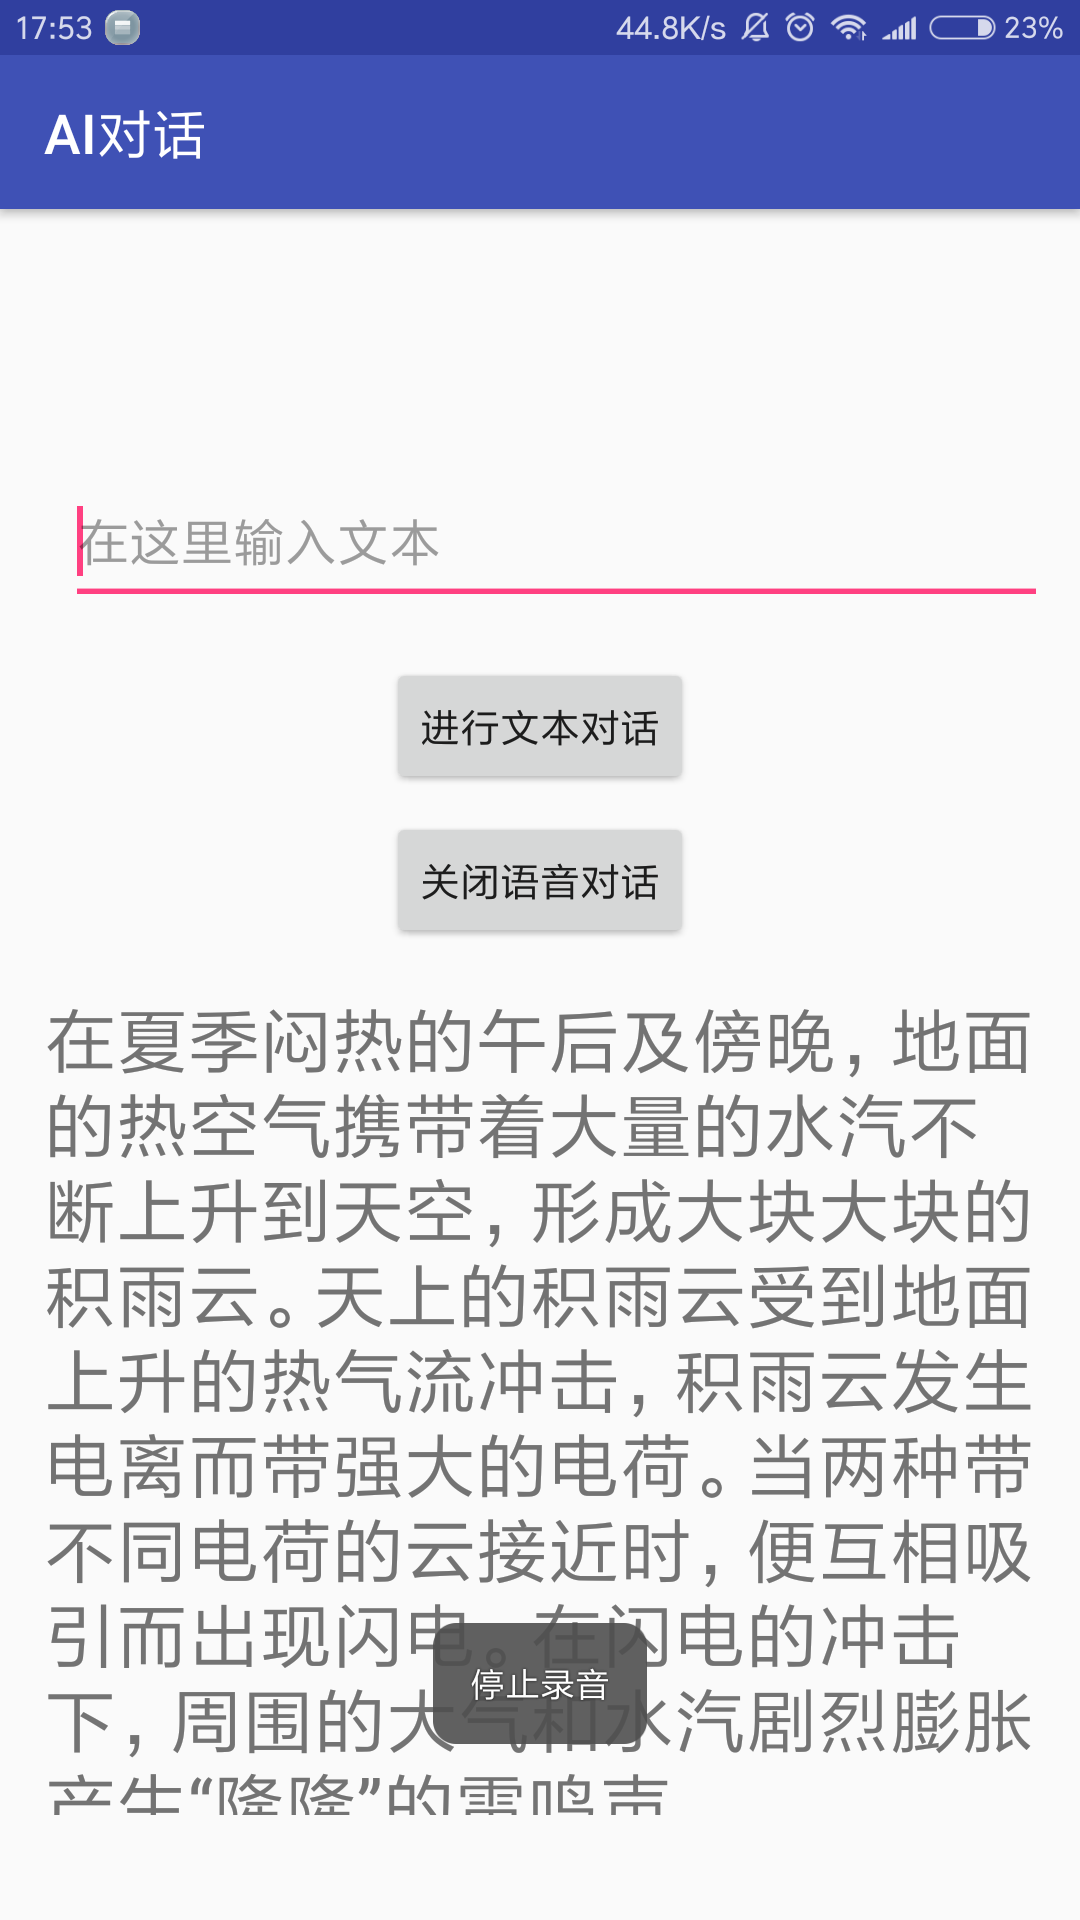 17:53 44.8K/s 23%
AI对话
在这里输入文本
进行文本对话
关闭语音对话
在夏季闷热的午后及傍晚，地面
的热空气携带着大量的水汽不
断上升到天空，形成大块大块的
积雨云。天上的积雨云受到地面
上升的热气流冲击，积雨云发生
电离而带强大的电荷。当两种带
不同电荷的云接近时，便互相吸
引而出现闪电。在闪电的冲击
下，周围的大气和水汽剧烈膨胀
产生“隆隆”的雷鸣声
停止录音